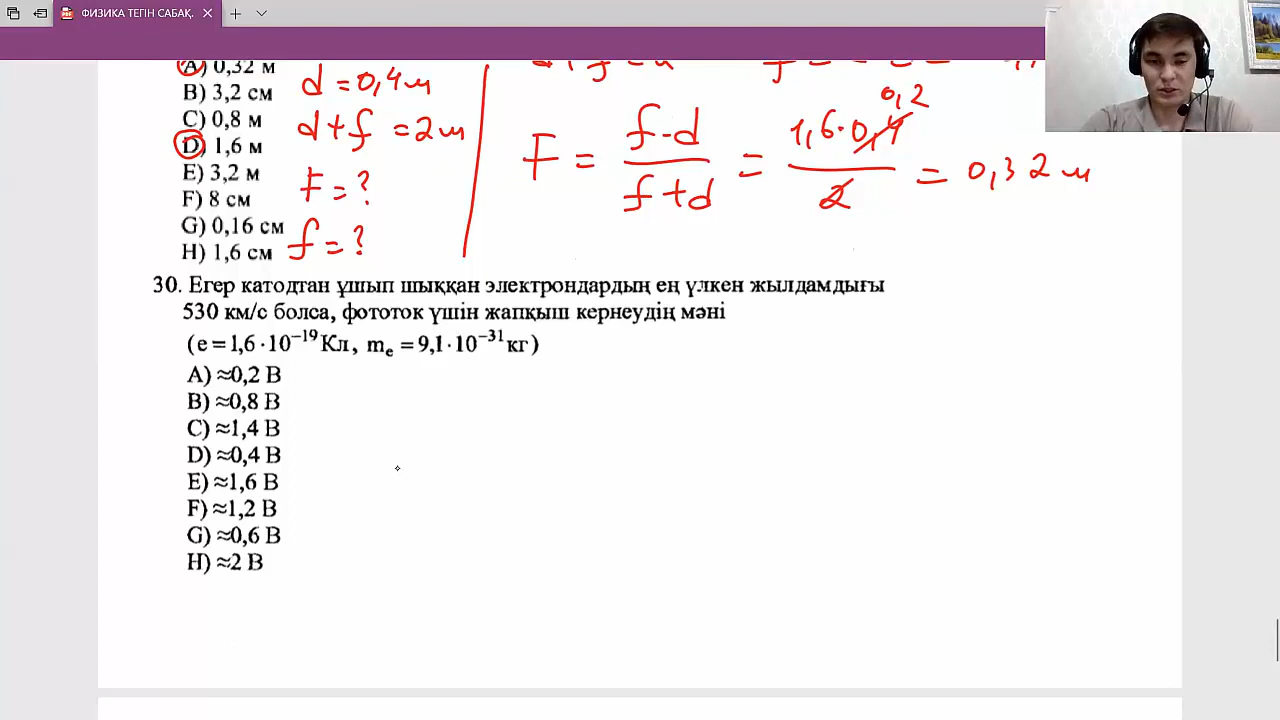 ФИЗИКА ТЕГІН САБАҚ.
A) 0,32 м
B) 3,2 см
C) 0,8 м
D) 1,6 м
E) 3,2 м
F) 8 см
G) 0,16 см
H) 1,6 см
d = 0,4м
d + f = 2м
F = ?
f = ?
F = f·d / f+d = 1,6·0,4 / 2 = 0,32 м
0,2
30. Егер катодтан ұшып шыққан электрондардың ең үлкен жылдамдығы
530 км/с болса, фототок үшін жапқыш кернеудің мәні
(e = 1,6·10⁻¹⁹ Кл, mₑ = 9,1·10⁻³¹ кг)
A) ≈0,2 В
B) ≈0,8 В
C) ≈1,4 В
D) ≈0,4 В
E) ≈1,6 В
F) ≈1,2 В
G) ≈0,6 В
H) ≈2 В